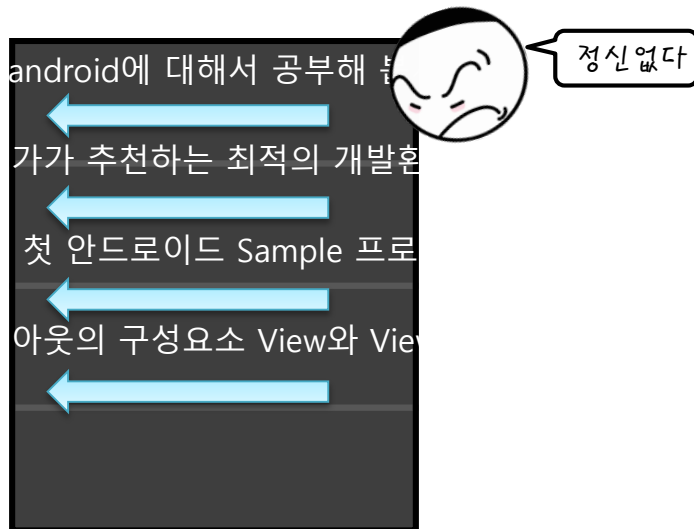 android에 대해서 공부해
정신없다
가가 추천하는 최적의 개발환
첫 안드로이드 Sample 프로
아웃의 구성요소 View와 View